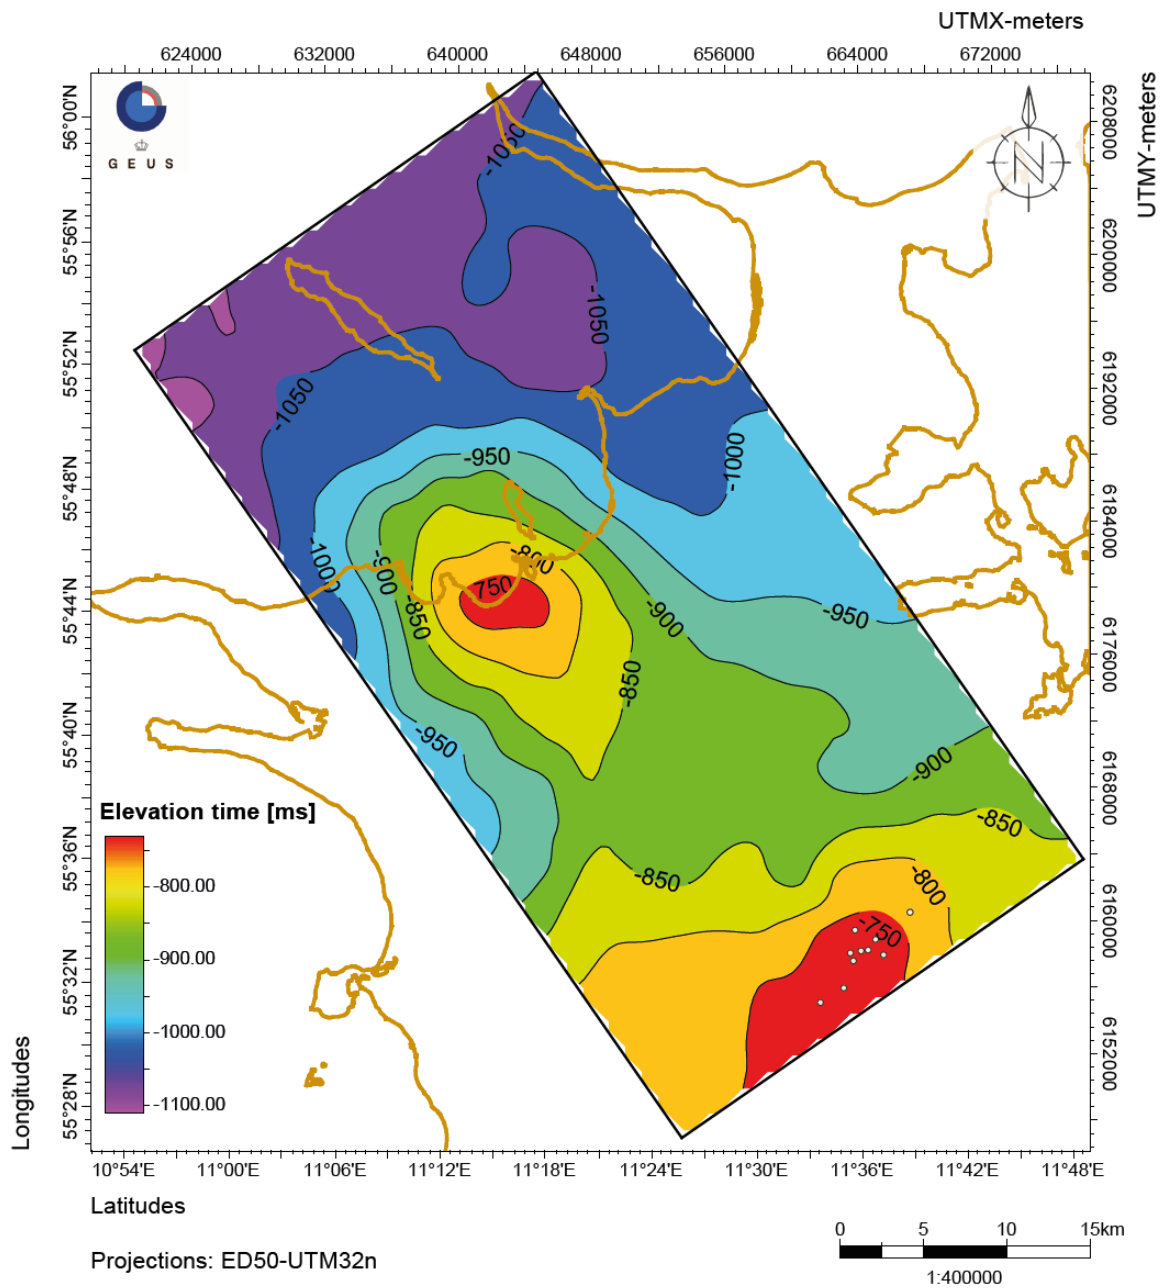 UTMX-meters
624000 632000 640000 648000 656000 664000 672000
GEUS
N
UTMY-meters
6208000
6200000
6192000
6184000
6176000
6168000
6160000
6152000
56°00'N
55°56'N
55°52'N
55°48'N
55°44'N
55°40'N
55°36'N
55°32'N
55°28'N
Longitudes
-1050
-1050
-1050
-1000
-950
-1000
-900
-800
750
-850
-900
-950
-850
-950
-900
-850
-850
-800
-750
Elevation time [ms]
-800.00
-900.00
-1000.00
-1100.00
10°54'E 11°00'E 11°06'E 11°12'E 11°18'E 11°24'E 11°30'E 11°36'E 11°42'E 11°48'E
Latitudes
Projections: ED50-UTM32n
0 5 10 15km
1:400000